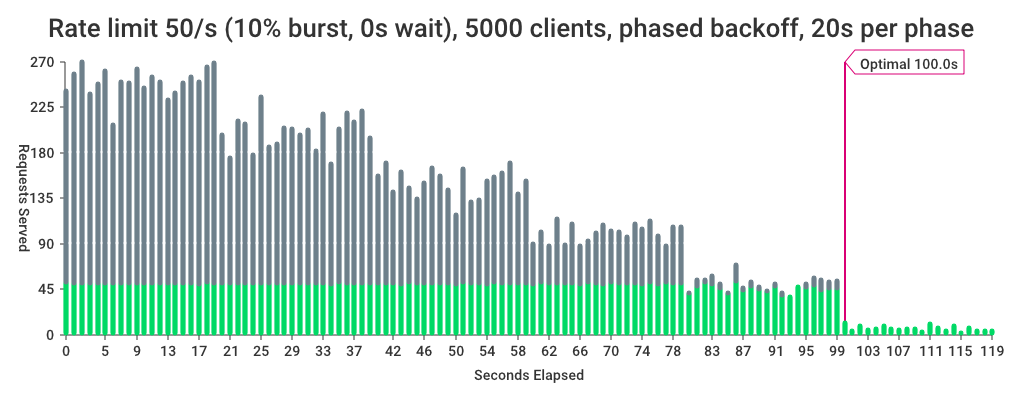 Rate limit 50/s (10% burst, 0s wait), 5000 clients, phased backoff, 20s per phase
Optimal 100.0s
270
225
180
135
90
45
0
Requests Served
0 5 9 13 17 21 25 29 33 37 42 46 50 54 58 62 66 70 74 78 83 87 91 95 99 103 107 111 115 119
Seconds Elapsed